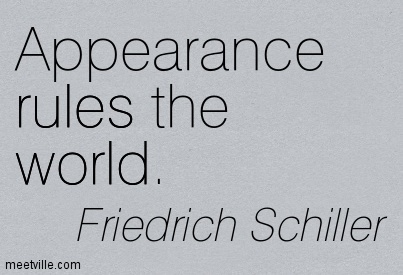 Appearance
rules the
world.
Friedrich Schiller
meetville.com